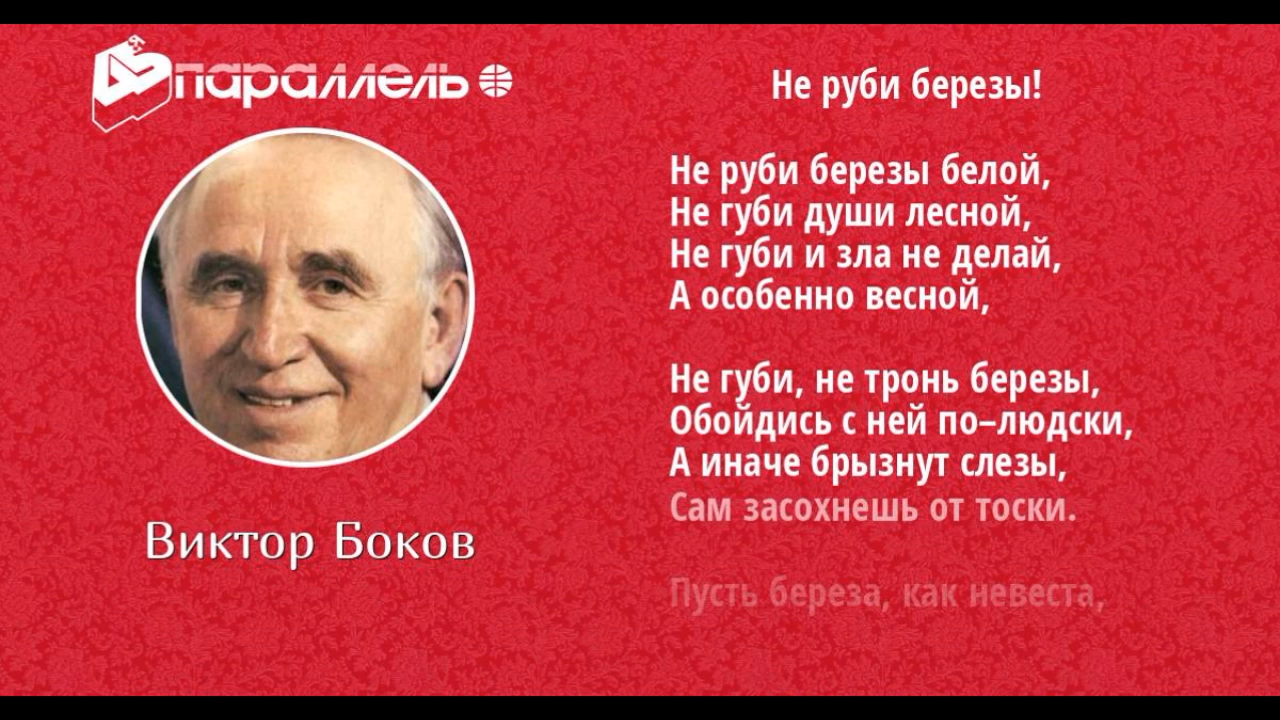 45 параллель
Виктор Боков
Не руби березы!
Не руби березы белой,
Не губи души лесной,
Не губи и зла не делай,
А особенно весной,
Не губи, не тронь березы,
Обойдись с ней по–людски,
А иначе брызнут слезы,
Сам засохнешь от тоски.
Пусть береза, как невеста,